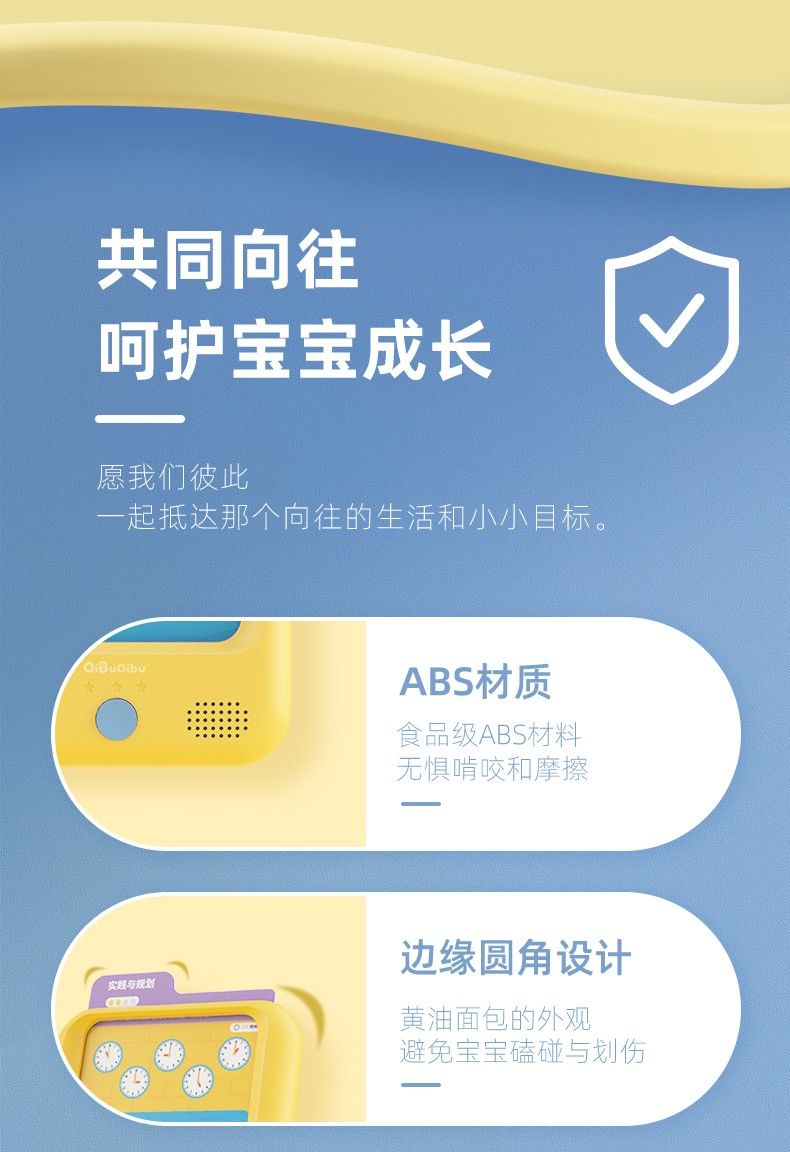 共同向往
呵护宝宝成长
愿我们彼此
一起抵达那个向往的生活和小小目标。
QiBuQibu
ABS材质
食品级ABS材料
无惧啃咬和摩擦
实践与规划
边缘圆角设计
黄油面包的外观
避免宝宝磕碰与划伤